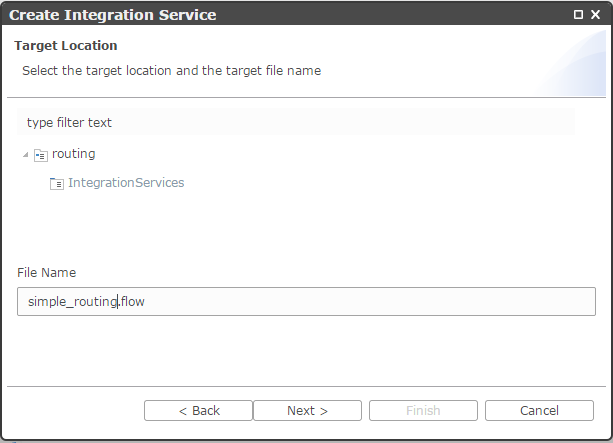 Create Integration Service
Target Location
Select the target location and the target file name
type filter text
routing
IntegrationServices
File Name
simple_routing.flow
< Back Next > Finish Cancel